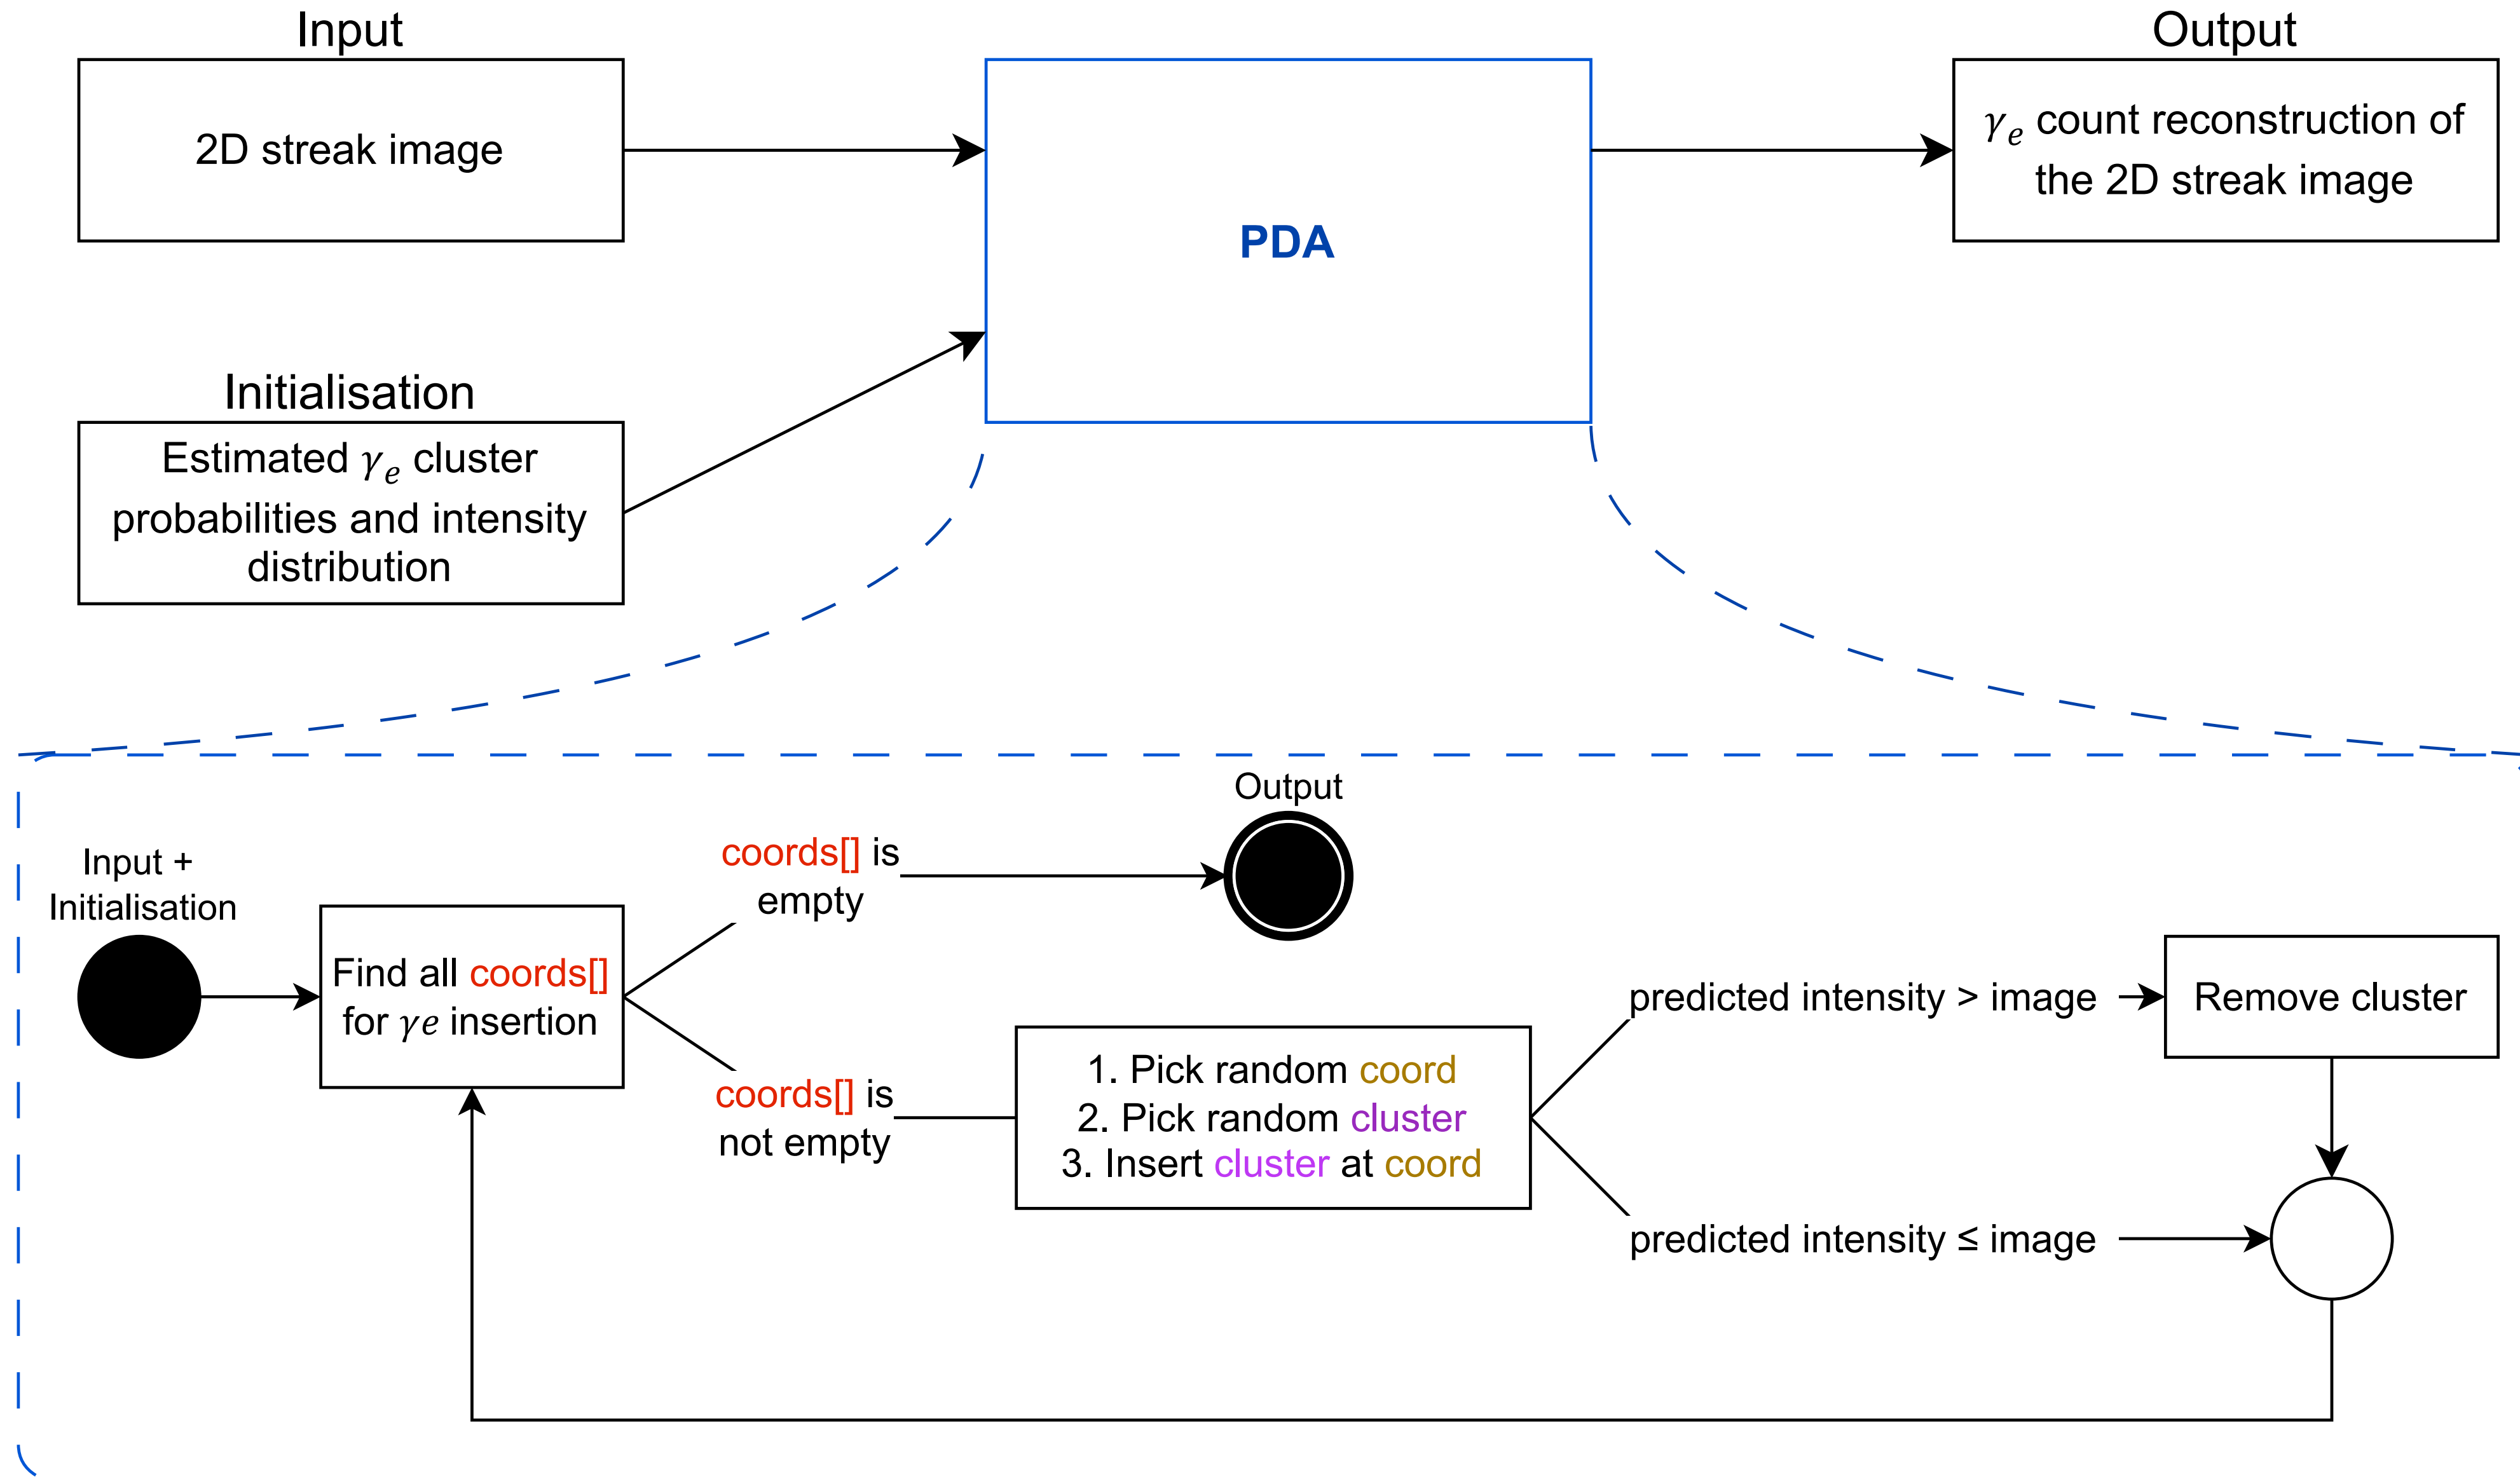 Input
2D streak image
PDA
Output
γₑ count reconstruction of
the 2D streak image
Initialisation
Estimated γₑ cluster
probabilities and intensity
distribution
Input +
Initialisation
Find all coords[]
for γe insertion
coords[] is
empty
Output
coords[] is
not empty
1. Pick random coord
2. Pick random cluster
3. Insert cluster at coord
predicted intensity > image
Remove cluster
predicted intensity ≤ image